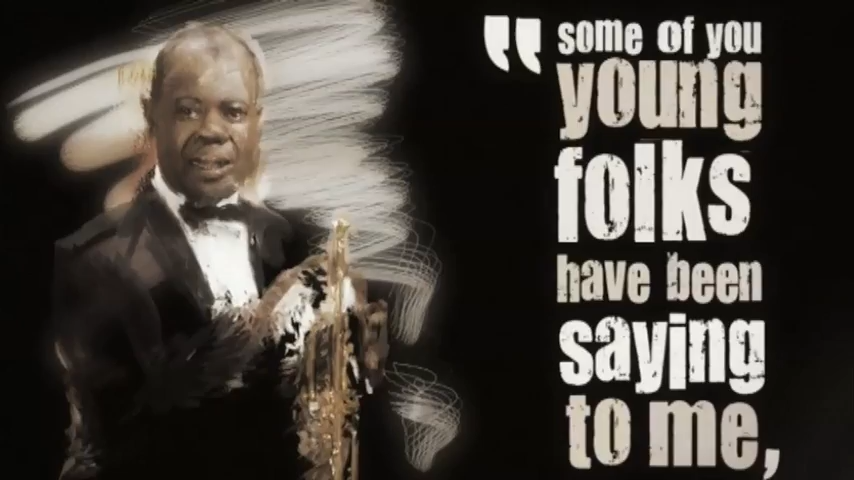 “some of you
young
folks
have been
saying
to me,